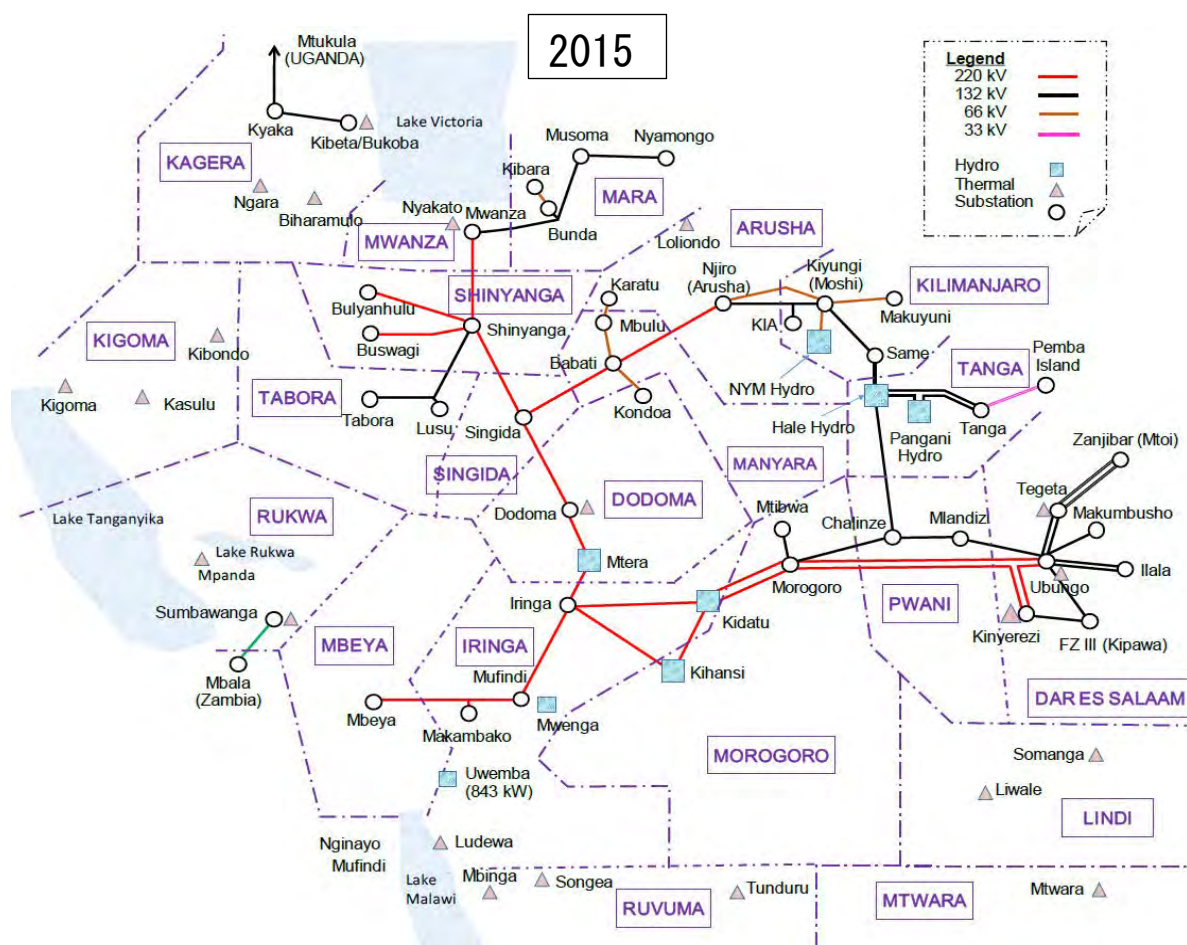 2015
Mtukula
(UGANDA)
Legend
220 kV
132 kV
66 kV
33 kV
Hydro
Thermal
Substation
Kyaka
Kibeta/Bukoba
Lake Victoria
Musoma
Nyamongo
KAGERA
Kibara
MARA
Ngara
Biharamulo
Nyakato
Mwanza
Bunda
MWANZA
Loliondo
ARUSHA
SHINYANGA
Bulyanhulu
Karatu
Njiro
(Arusha)
Kiyungi
(Moshi)
KILIMANJARO
Shinyanga
Mbulu
KIA
Makuyuni
KIGOMA
Kibondo
Buswagi
Babati
Same
Pemba
Island
TANGA
NYM Hydro
Kigoma
Kasulu
TABORA
Tabora
Lusu
Singida
Kondoa
Hale Hydro
Pangani
Hydro
Tanga
Zanjibar (Mtoi)
SINGIDA
DODOMA
MANYARA
Tegeta
RUKWA
Lake Tanganyika
Dodoma
Mtibwa
Chalinze
Mlandizi
Makumbusho
Lake Rukwa
Mpanda
Mtera
Morogoro
Ilala
Ubungo
Sumbawanga
Iringa
Kidatu
PWANI
Kinyerezi
FZ III (Kipawa)
MBEYA
IRINGA
Mufindi
Kihansi
Mbala
(Zambia)
Mbeya
Makambako
Mwenga
DAR ES SALAAM
MOROGORO
Somanga
Uwemba
(843 kW)
Liwale
LINDI
Nginayo
Mufindi
Ludewa
Lake
Malawi
Mbinga
Songea
RUVUMA
Tunduru
MTWARA
Mtwara